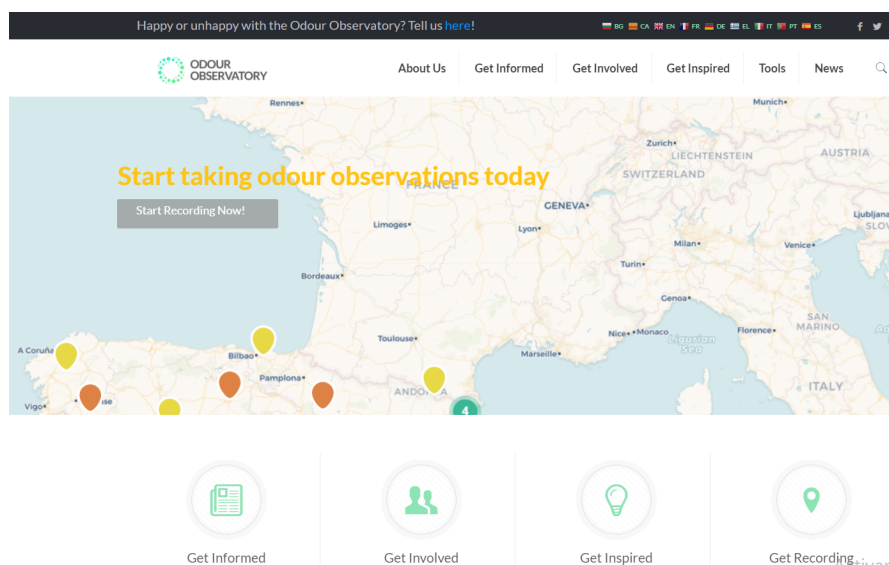 Happy or unhappy with the Odour Observatory? Tell us here!
BG CA EN FR DE EL IT PT ES
ODOUR
OBSERVATORY
About Us Get Informed Get Involved Get Inspired Tools News
Rennes
Munich
Zurich
LIECHTENSTEIN
AUSTRIA
Start taking odour observations today
SWITZERLAND
FRANCE
Start Recording Now!
GENEVA
Ljubljana
SLOV
Limoges
Lyon
Milan
Venice
Turin
Bordeaux
Genoa
SAN
MARINO
Nice Monaco
Florence
Ligurian
Sea
Toulouse
A Coruña
Bilbao
Marseille
Pamplona
ITALY
Vigo
4
Get Informed
Get Involved
Get Inspired
Get Recording